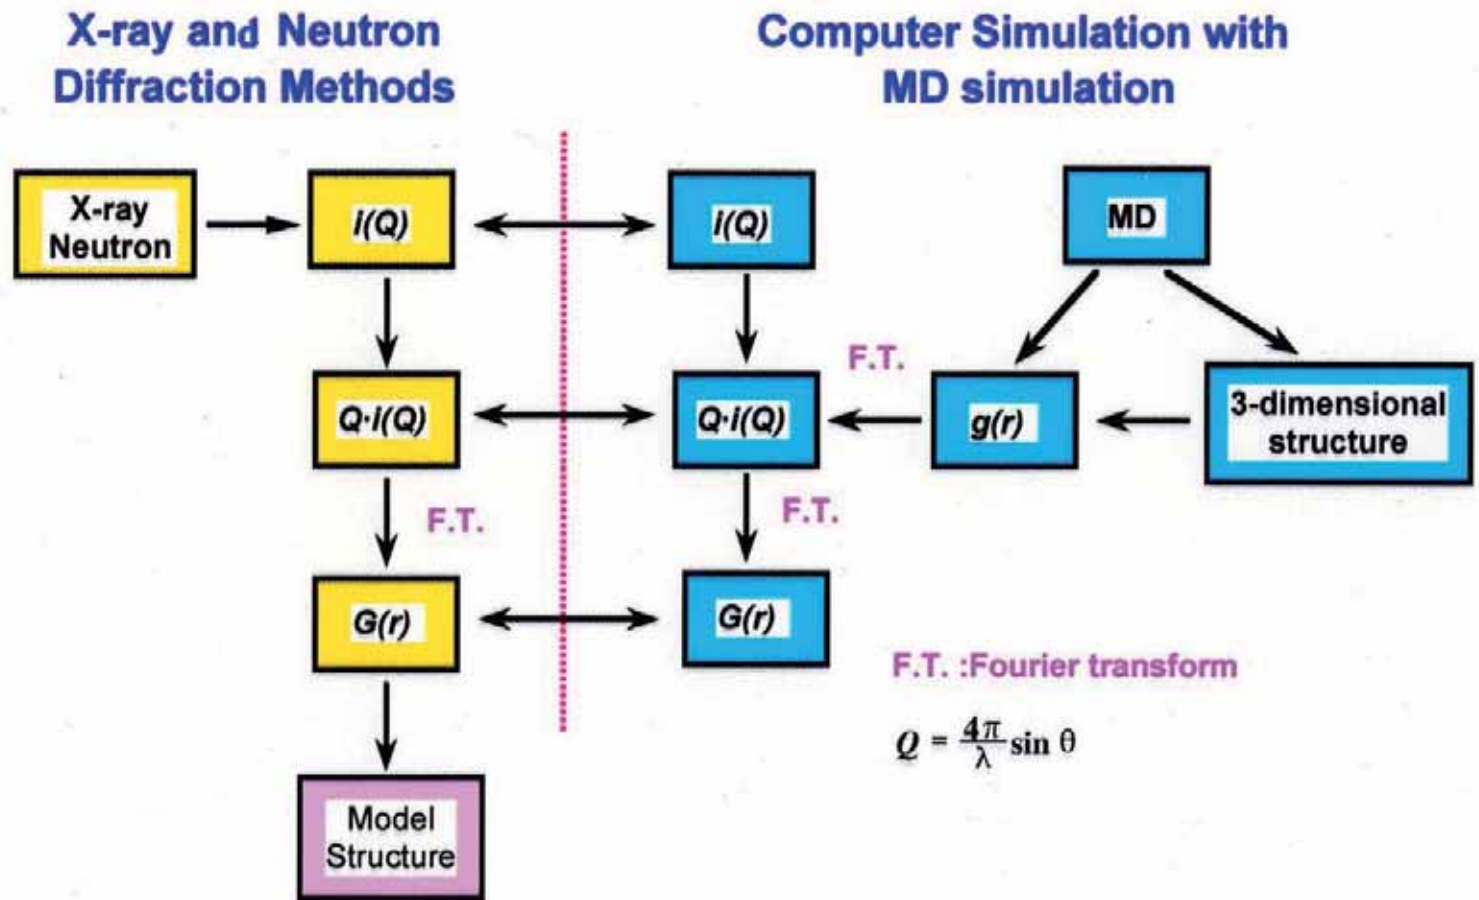 X-ray and Neutron
Diffraction Methods
Computer Simulation with
MD simulation
X-ray
Neutron
i(Q)
i(Q)
MD
Q·i(Q)
Q·i(Q)
F.T.
g(r)
3-dimensional
structure
F.T.
F.T.
G(r)
G(r)
F.T. :Fourier transform
Q = 4π/λ sin θ
Model
Structure